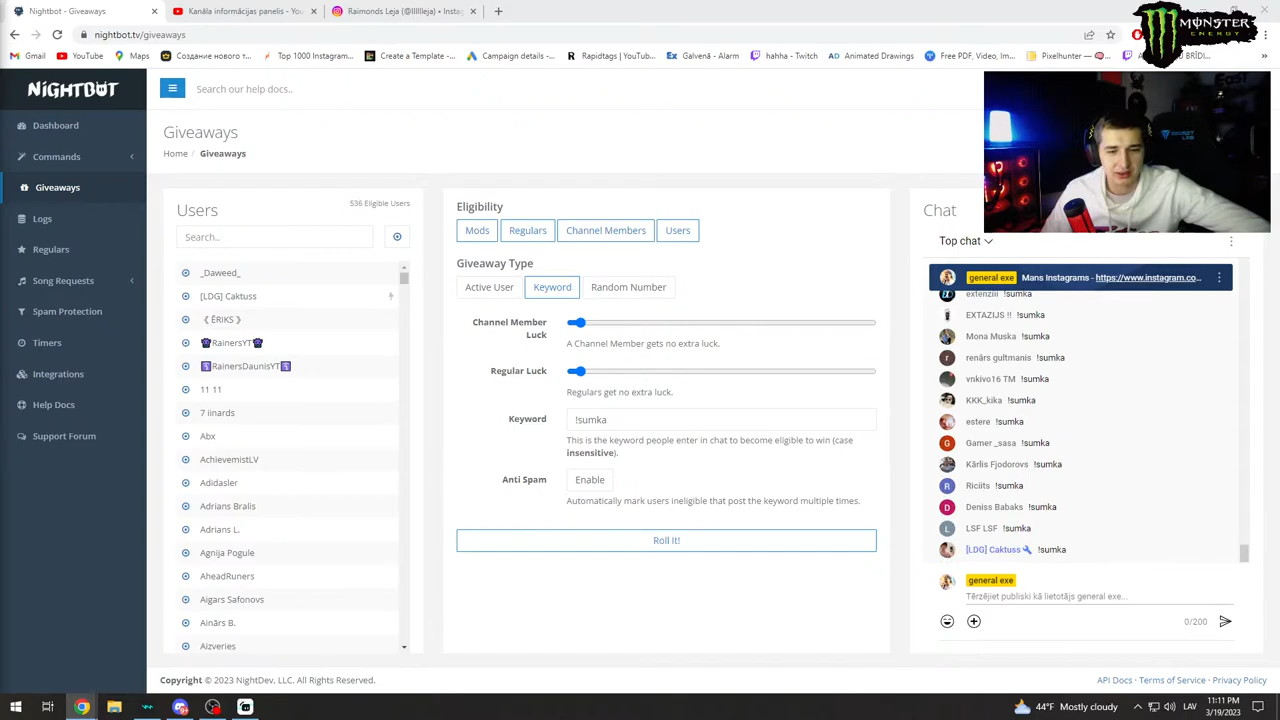 Nightbot - Giveaways
Kanāla informācijas panelis - You
Raimonds Leja (@lllllleja) • Insta
nightbot.tv/giveaways
Gmail
YouTube
Maps
Создание нового т...
Top 1000 Instagram...
Create a Template -...
Campaign details -...
Rapidtags | YouTub...
Galvenā - Alarm
hahha - Twitch
Animated Drawings
Free PDF, Video, Im...
Pixelhunter — ...
MONSTER
ENERGY
NIGHTBOT
Search our help docs..
Dashboard
Commands
Giveaways
Logs
Regulars
Song Requests
Spam Protection
Timers
Integrations
Help Docs
Support Forum
Giveaways
Home / Giveaways
Users
536 Eligible Users
Search..
_Daweed_
[LDG] Caktuss
《 ĒRIKS 》
RainersYT
RainersDaunisYT
11 11
7 iinards
Abx
AchievemistLV
Adidasler
Adrians Bralis
Adrians L.
Agnija Pogule
AheadRuners
Aigars Safonovs
Ainārs B.
Aizveries
Eligibility
Mods
Regulars
Channel Members
Users
Giveaway Type
Active User
Keyword
Random Number
Channel Member
Luck
A Channel Member gets no extra luck.
Regular Luck
Regulars get no extra luck.
Keyword
!sumka
This is the keyword people enter in chat to become eligible to win (case
insensitive).
Anti Spam
Enable
Automatically mark users ineligible that post the keyword multiple times.
Roll It!
Chat
Top chat
general exe Mans Instagrams - https://www.instagram.co...
extenziii !sumka
EXTAZIJS !! !sumka
Mona Muska !sumka
renārs gultmanis !sumka
vnkivo16 TM !sumka
KKK_kika !sumka
estere !sumka
Gamer _sasa !sumka
Kārlis Fjodorovs !sumka
Riciits !sumka
Deniss Babaks !sumka
LSF LSF !sumka
[LDG] Caktuss !sumka
general exe
Tērzējiet publiski kā lietotājs general exe...
0/200
Copyright © 2023 NightDev, LLC. All Rights Reserved.
API Docs - Terms of Service - Privacy Policy
44°F Mostly cloudy
LAV
11:11 PM
3/19/2023